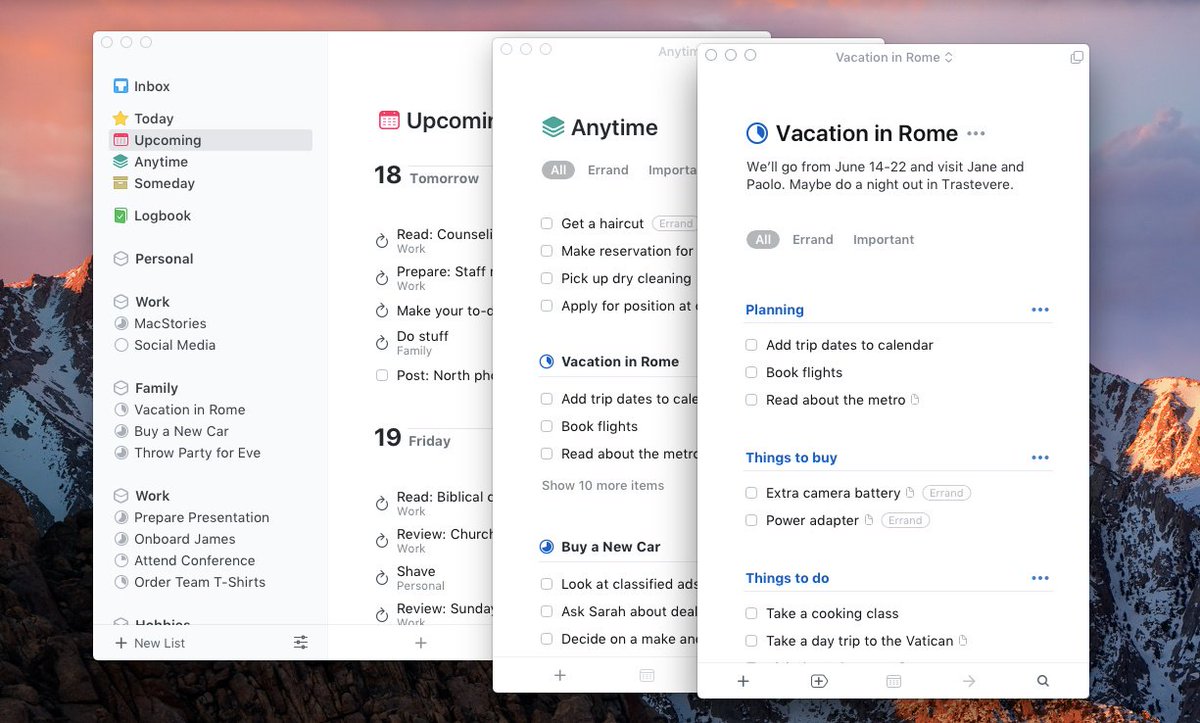 Inbox
Today
Upcoming
Anytime
Someday
Logbook
Personal
Work
MacStories
Social Media
Family
Vacation in Rome
Buy a New Car
Throw Party for Eve
Work
Prepare Presentation
Onboard James
Attend Conference
Order Team T-Shirts
Hobbies
New List
Upcomin
18 Tomorrow
Read: Counseli
Work
Prepare: Staff
Work
Make your to-d
Do stuff
Family
Post: North pho
19 Friday
Read: Biblical
Work
Review: Church
Work
Shave
Personal
Review: Sunday
Work
Anytim
Anytime
All Errand Importa
Get a haircut Errand
Make reservation for
Pick up dry cleaning
Apply for position at
Vacation in Rome
Add trip dates to cale
Book flights
Read about the metro
Show 10 more items
Buy a New Car
Look at classified ads
Ask Sarah about deal
Decide on a make and
Vacation in Rome
Vacation in Rome
We'll go from June 14-22 and visit Jane and
Paolo. Maybe do a night out in Trastevere.
All Errand Important
Planning
Add trip dates to calendar
Book flights
Read about the metro
Things to buy
Extra camera battery Errand
Power adapter Errand
Things to do
Take a cooking class
Take a day trip to the Vatican